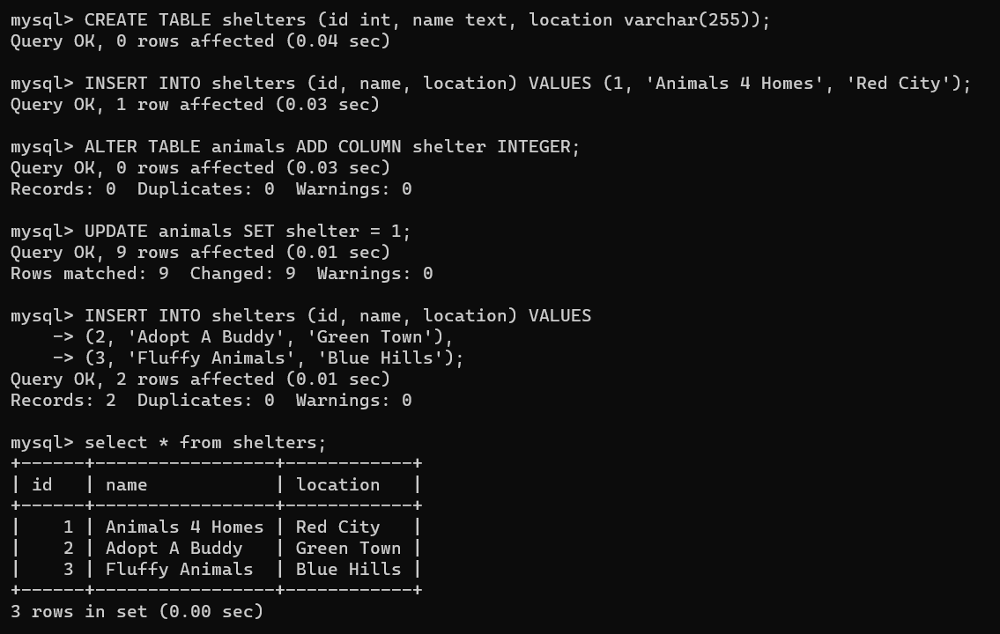 mysql> CREATE TABLE shelters (id int, name text, location varchar(255));
Query OK, 0 rows affected (0.04 sec)

mysql> INSERT INTO shelters (id, name, location) VALUES (1, 'Animals 4 Homes', 'Red City');
Query OK, 1 row affected (0.03 sec)

mysql> ALTER TABLE animals ADD COLUMN shelter INTEGER;
Query OK, 0 rows affected (0.03 sec)
Records: 0  Duplicates: 0  Warnings: 0

mysql> UPDATE animals SET shelter = 1;
Query OK, 9 rows affected (0.01 sec)
Rows matched: 9  Changed: 9  Warnings: 0

mysql> INSERT INTO shelters (id, name, location) VALUES
    -> (2, 'Adopt A Buddy', 'Green Town'),
    -> (3, 'Fluffy Animals', 'Blue Hills');
Query OK, 2 rows affected (0.01 sec)
Records: 2  Duplicates: 0  Warnings: 0

mysql> select * from shelters;
+------+-----------------+------------+
| id   | name            | location   |
+------+-----------------+------------+
|    1 | Animals 4 Homes | Red City   |
|    2 | Adopt A Buddy   | Green Town |
|    3 | Fluffy Animals  | Blue Hills |
+------+-----------------+------------+
3 rows in set (0.00 sec)